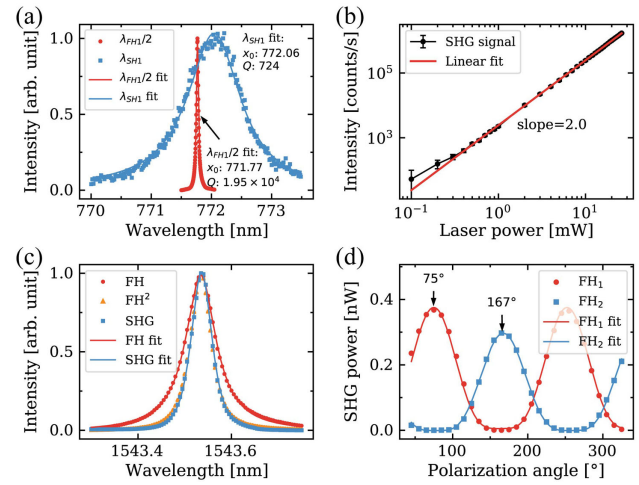 (a)
Intensity [arb. unit]
1.0
0.5
0.0
λFH1/2
λSH1
λFH1/2 fit
λSH1 fit
λSH1 fit:
x0: 772.06
Q: 724
λFH1/2 fit:
x0: 771.77
Q: 1.95 × 10^4
770
771
772
773
Wavelength [nm]
(b)
Intensity [counts/s]
10^6
10^3
SHG signal
Linear fit
slope=2.0
10^−1
10^0
10^1
Laser power [mW]
(c)
Intensity [arb. unit]
1.0
0.5
0.0
FH
FH^2
SHG
FH fit
SHG fit
1543.4
1543.6
Wavelength [nm]
(d)
SHG power [nW]
0.4
0.2
0.0
75°
167°
FH1
FH2
FH1 fit
FH2 fit
100
200
300
Polarization angle [°]